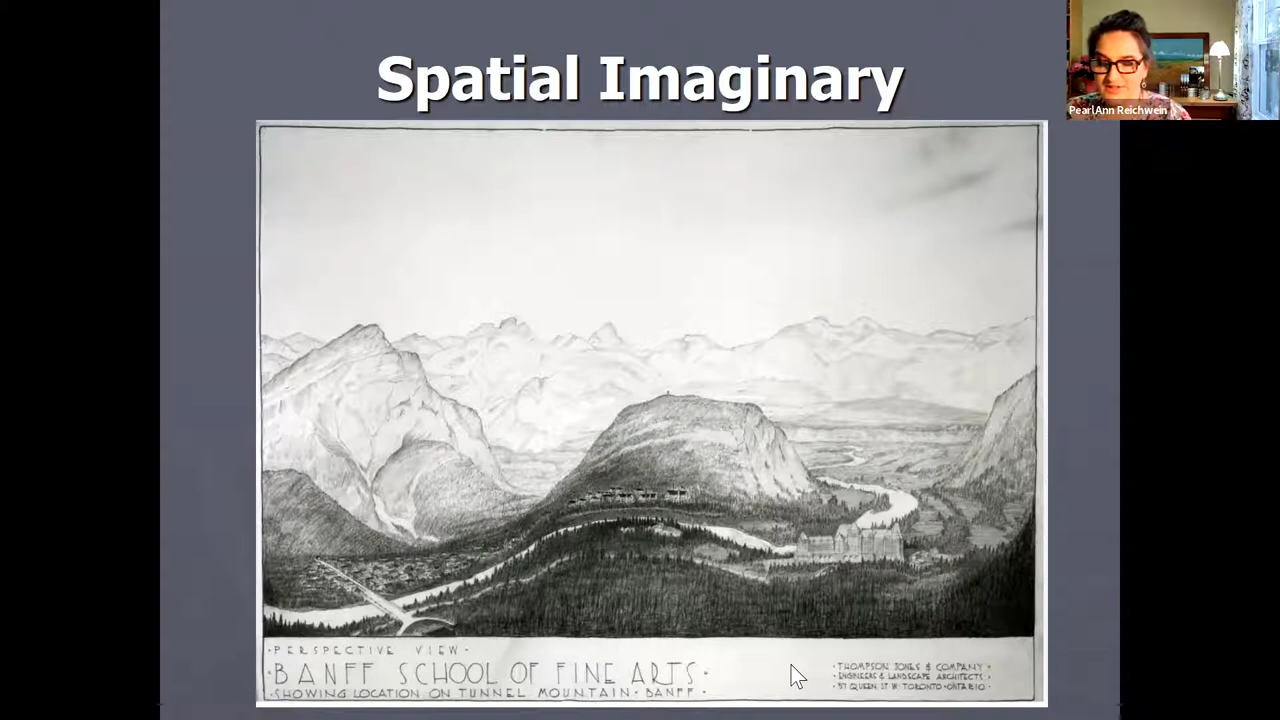 Spatial Imaginary
PearlAnn Reichwein
·PERSPECTIVE VIEW·
·BANFF SCHOOL OF FINE ARTS·
·SHOWING LOCATION ON TUNNEL MOUNTAIN · BANFF ·
·THOMPSON JONES & COMPANY·
·ENGINEERS & LANDSCAPE ARCHITECTS·
QUEEN ST W· TORONTO·ONTARIO·